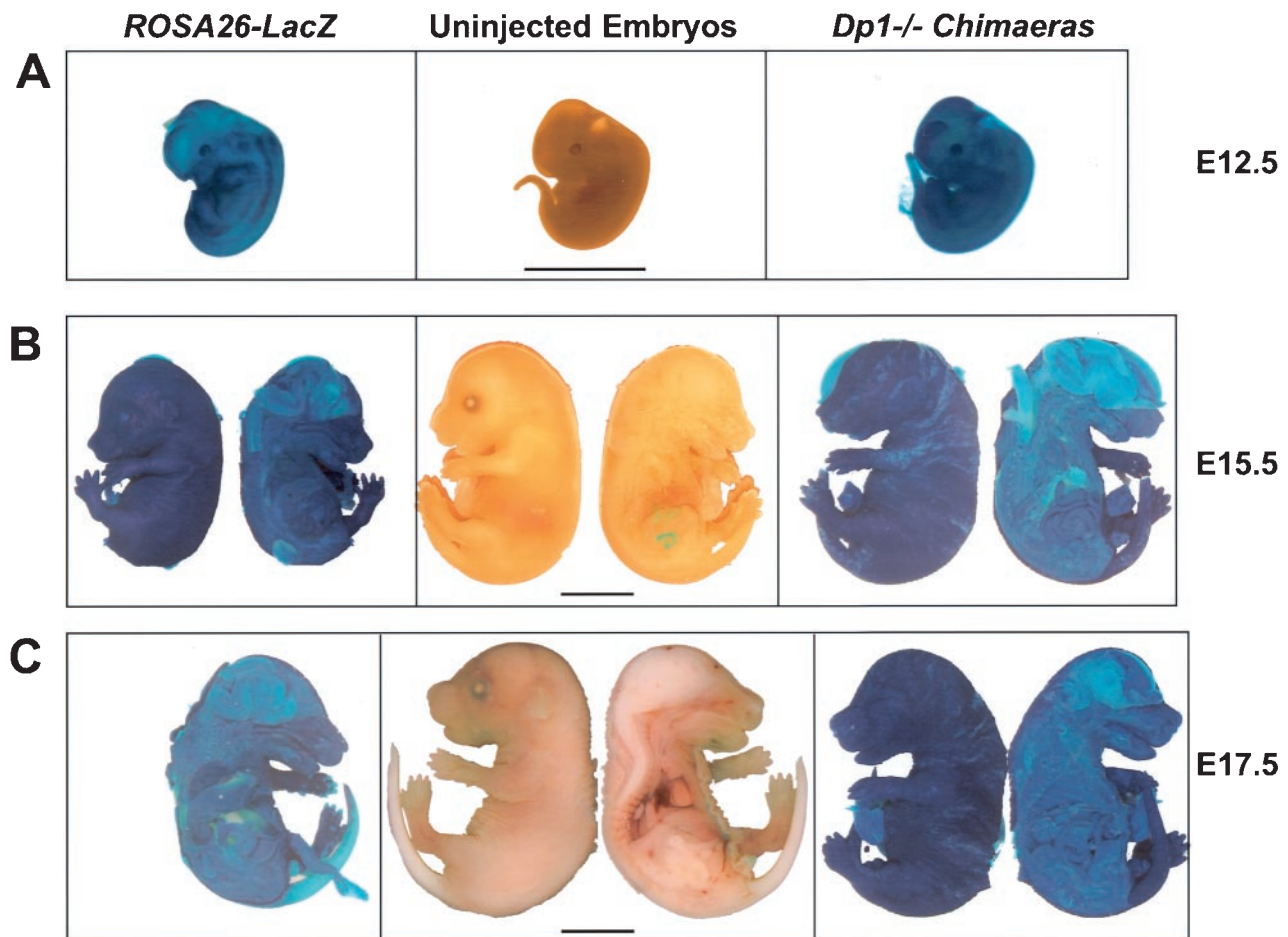 ROSA26-LacZ Uninjected Embryos Dp1-/- Chimaeras
A
E12.5
B
E15.5
C
E17.5